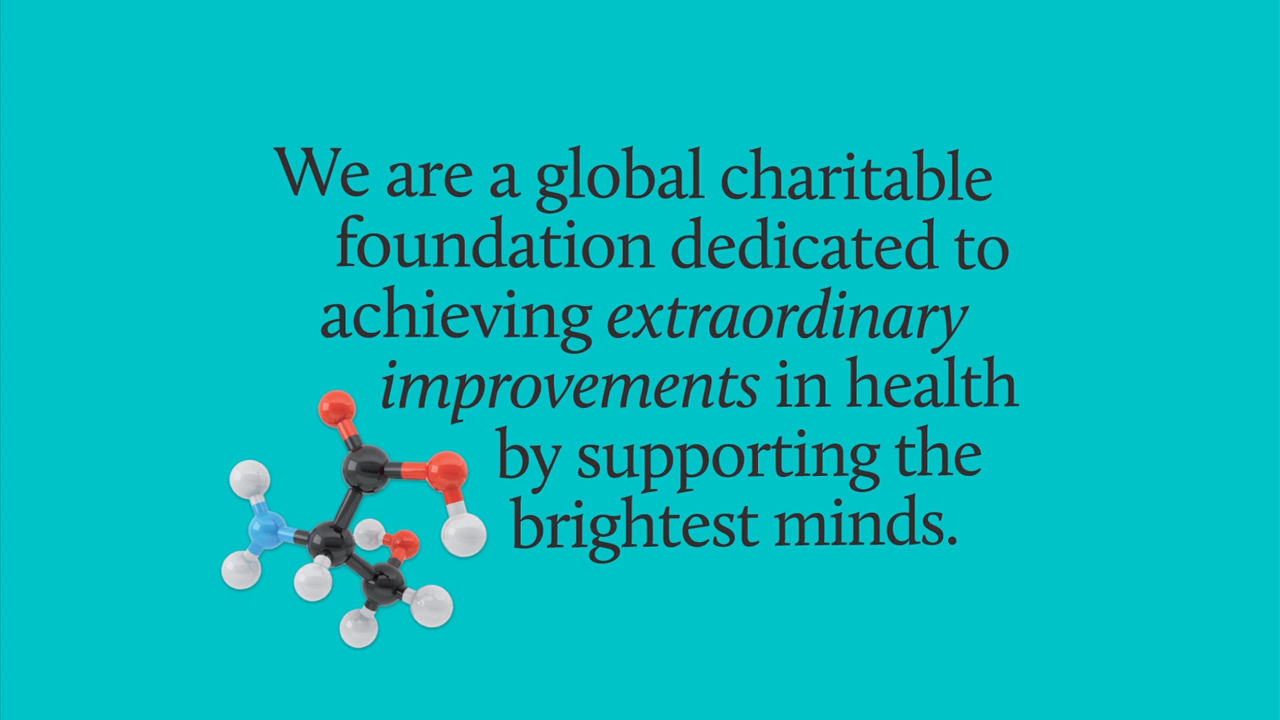 We are a global charitable
foundation dedicated to
achieving extraordinary
improvements in health
by supporting the
brightest minds.